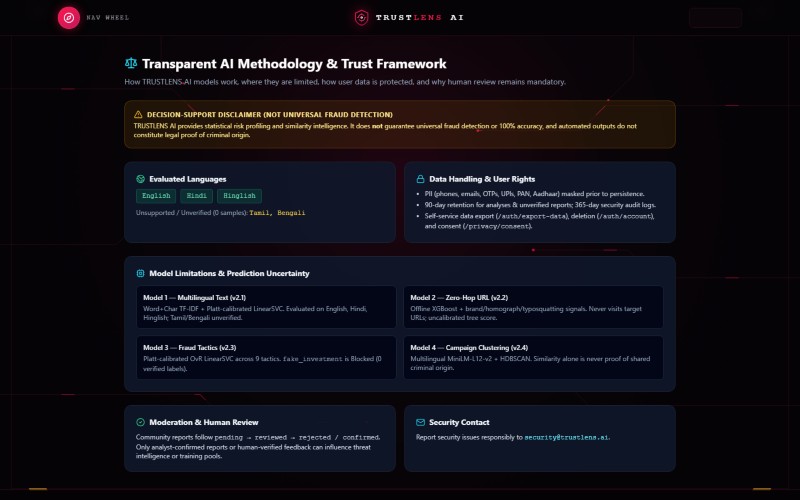 NAV WHEEL
TRUSTLENS AI
Transparent AI Methodology & Trust Framework
How TRUSTLENS AI models work, where they are limited, how user data is protected, and why human review remains mandatory.
DECISION-SUPPORT DISCLAIMER (NOT UNIVERSAL FRAUD DETECTION)
TRUSTLENS AI provides statistical risk profiling and similarity intelligence. It does not guarantee universal fraud detection or 100% accuracy, and automated outputs do not
constitute legal proof of criminal origin.
Evaluated Languages
English Hindi Hinglish
Unsupported / Unverified (0 samples): Tamil, Bengali
Data Handling & User Rights
• PII (phones, emails, OTPs, UPIs, PAN, Aadhaar) masked prior to persistence.
• 90-day retention for analyses & unverified reports; 365-day security audit logs.
• Self-service data export (/auth/export-data), deletion (/auth/account),
and consent (/privacy/consent).
Model Limitations & Prediction Uncertainty
Model 1 — Multilingual Text (v2.1)
Word+Char TF-IDF + Platt-calibrated LinearSVC. Evaluated on English, Hindi,
Hinglish; Tamil/Bengali unverified.
Model 2 — Zero-Hop URL (v2.2)
Offline XGBoost + brand/homograph/typosquatting signals. Never visits target
URLs; uncalibrated tree score.
Model 3 — Fraud Tactics (v2.3)
Platt-calibrated OvR LinearSVC across 9 tactics. fake_investment is Blocked (0
verified labels).
Model 4 — Campaign Clustering (v2.4)
Multilingual MiniLM-L12-v2 + HDBSCAN. Similarity alone is never proof of shared
criminal origin.
Moderation & Human Review
Community reports follow pending → reviewed → rejected / confirmed.
Only analyst-confirmed reports or human-verified feedback can influence threat
intelligence or training pools.
Security Contact
Report security issues responsibly to security@trustlens.ai.